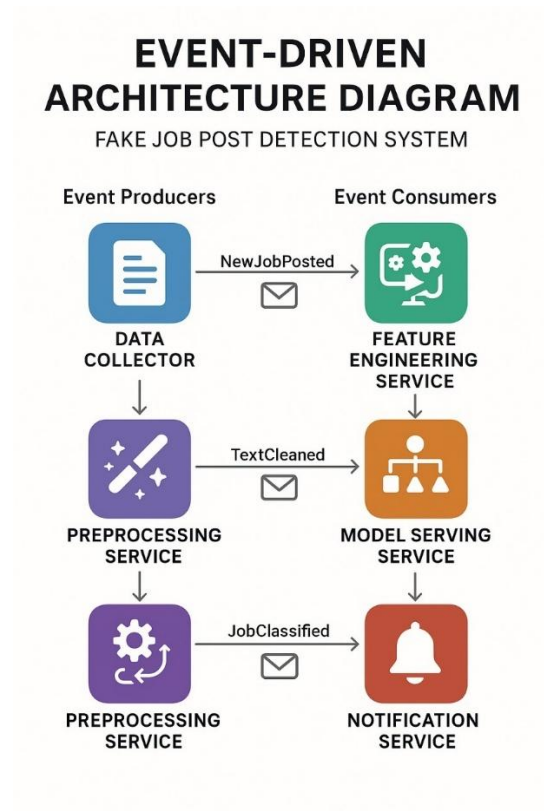 EVENT-DRIVEN
ARCHITECTURE DIAGRAM
FAKE JOB POST DETECTION SYSTEM
Event Producers
Event Consumers
NewJobPosted
DATA
COLLECTOR
FEATURE
ENGINEERING
SERVICE
TextCleaned
PREPROCESSING
SERVICE
MODEL SERVING
SERVICE
JobClassified
PREPROCESSING
SERVICE
NOTIFICATION
SERVICE